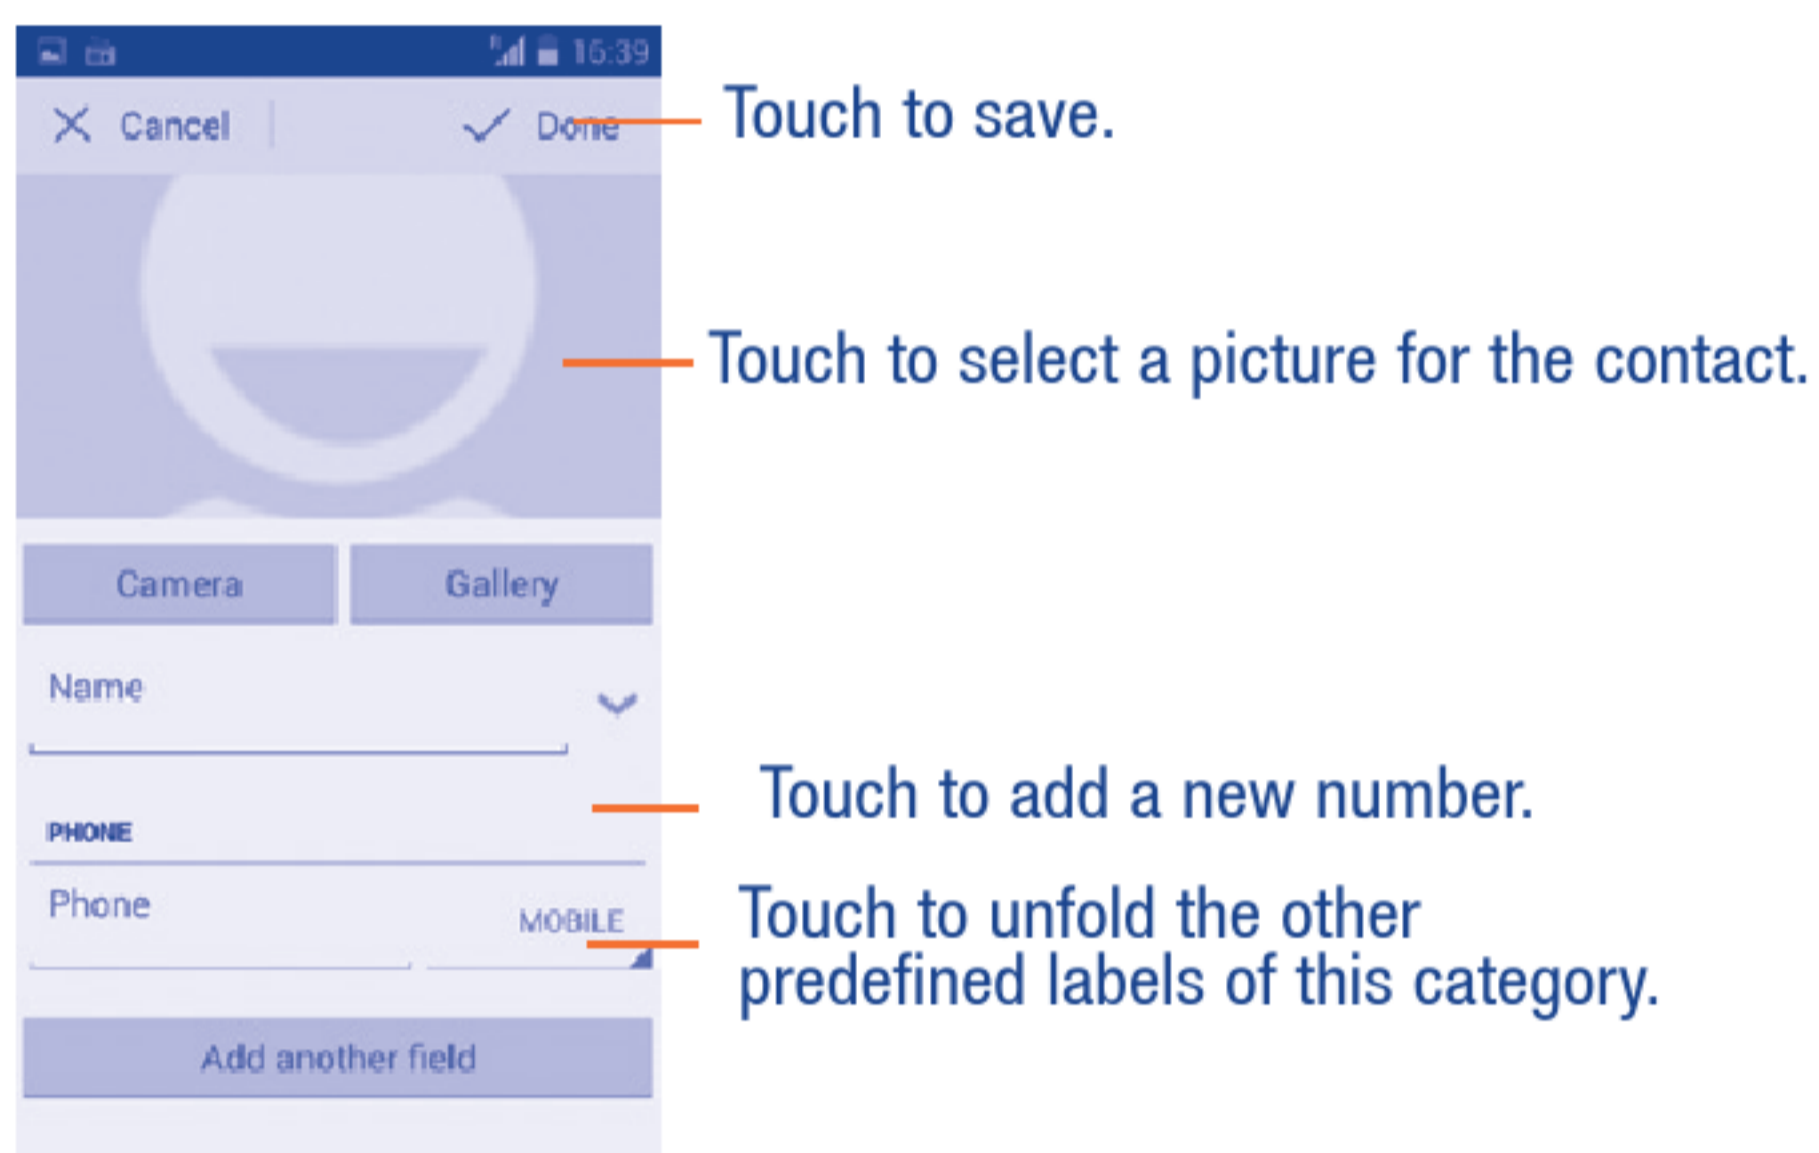 16:39
Cancel
Done
Touch to save.
Touch to select a picture for the contact.
Camera
Gallery
Name
Touch to add a new number.
PHONE
Phone
MOBILE
Touch to unfold the other
predefined labels of this category.
Add another field